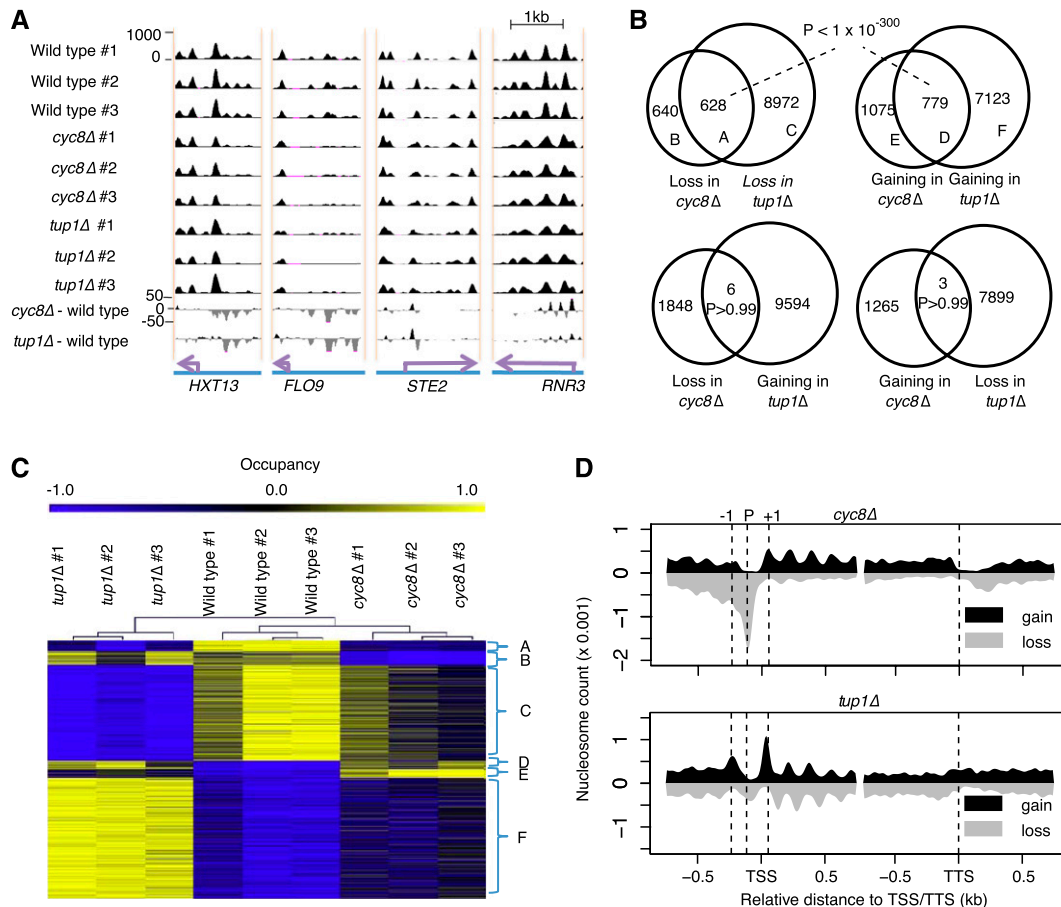 A
1kb
1000
0
Wild type #1
Wild type #2
Wild type #3
cyc8Δ #1
cyc8Δ #2
cyc8Δ #3
tup1Δ #1
tup1Δ #2
tup1Δ #3
50
0
-50
cyc8Δ - wild type
tup1Δ - wild type
HXT13
FLO9
STE2
RNR3
B
P < 1 x 10-300
640
628
8972
B
A
C
Loss in
cyc8Δ
Loss in
tup1Δ
1075
779
7123
E
D
F
Gaining in
cyc8Δ
Gaining in
tup1Δ
1848
6
P>0.99
9594
Loss in
cyc8Δ
Gaining in
tup1Δ
1265
3
P>0.99
7899
Gaining in
cyc8Δ
Loss in
tup1Δ
C
Occupancy
-1.0
0.0
1.0
tup1Δ #1
tup1Δ #2
tup1Δ #3
Wild type #1
Wild type #2
Wild type #3
cyc8Δ #1
cyc8Δ #2
cyc8Δ #3
A
B
C
D
E
F
D
-1 P +1
cyc8Δ
1
0
-1
-2
gain
loss
tup1Δ
1
0
-1
gain
loss
Nucleosome count (x 0.001)
−0.5 TSS 0.5 −0.5 TTS 0.5
Relative distance to TSS/TTS (kb)